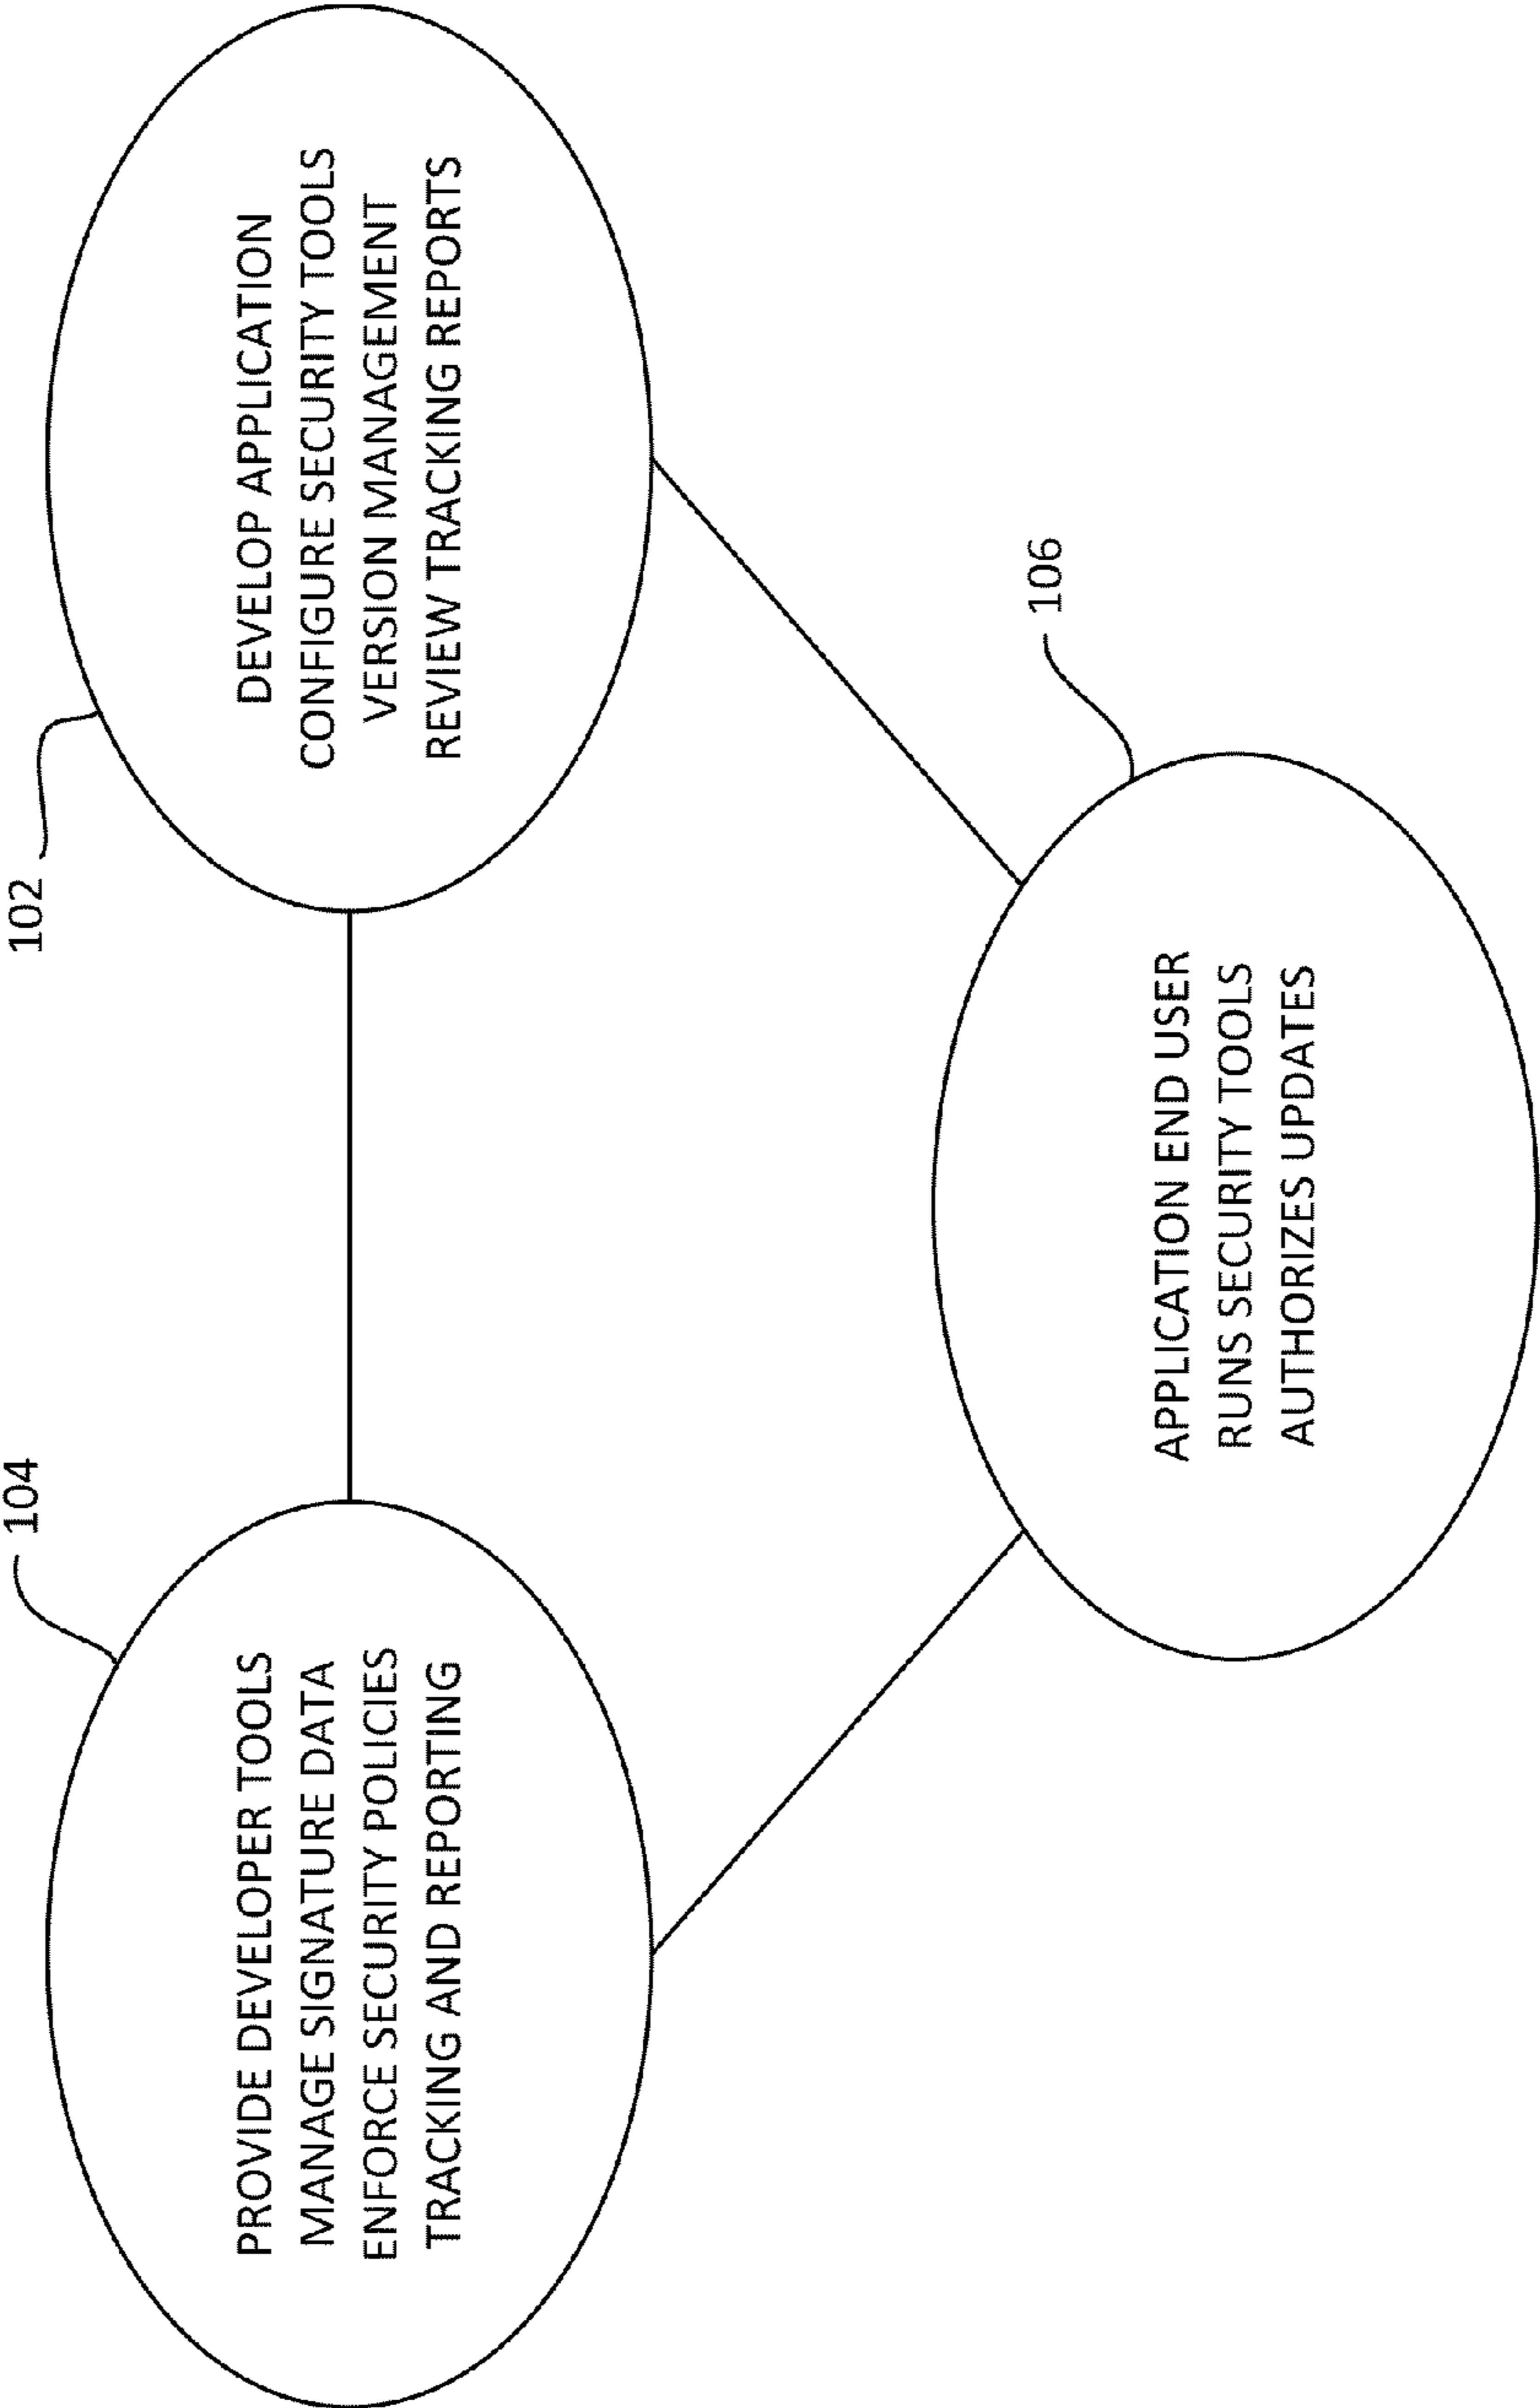 104
PROVIDE DEVELOPER TOOLS
MANAGE SIGNATURE DATA
ENFORCE SECURITY POLICIES
TRACKING AND REPORTING
102
DEVELOP APPLICATION
CONFIGURE SECURITY TOOLS
VERSION MANAGEMENT
REVIEW TRACKING REPORTS
106
APPLICATION END USER
RUNS SECURITY TOOLS
AUTHORIZES UPDATES